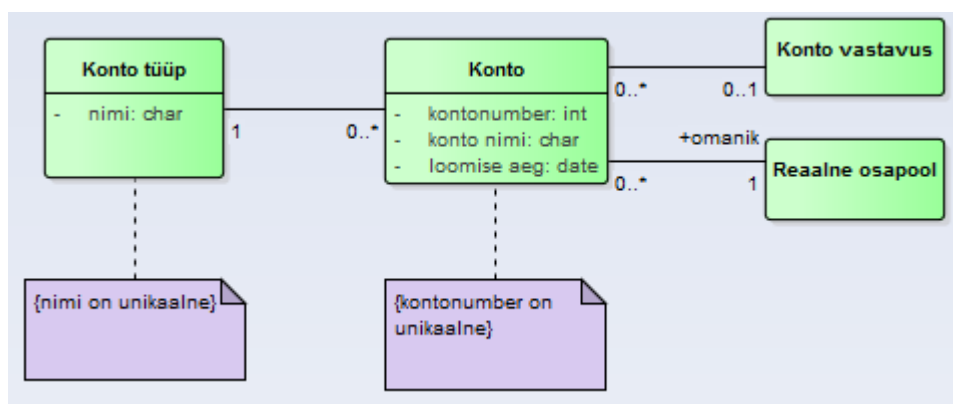 Konto tüüp
- nimi: char
1
0..*
Konto
- kontonumber: int
- konto nimi: char
- loomise aeg: date
0..*
0..1
Konto vastavus
+omanik
0..*
1
Reaalne osapool
{nimi on unikaalne}
{kontonumber on
unikaalne}